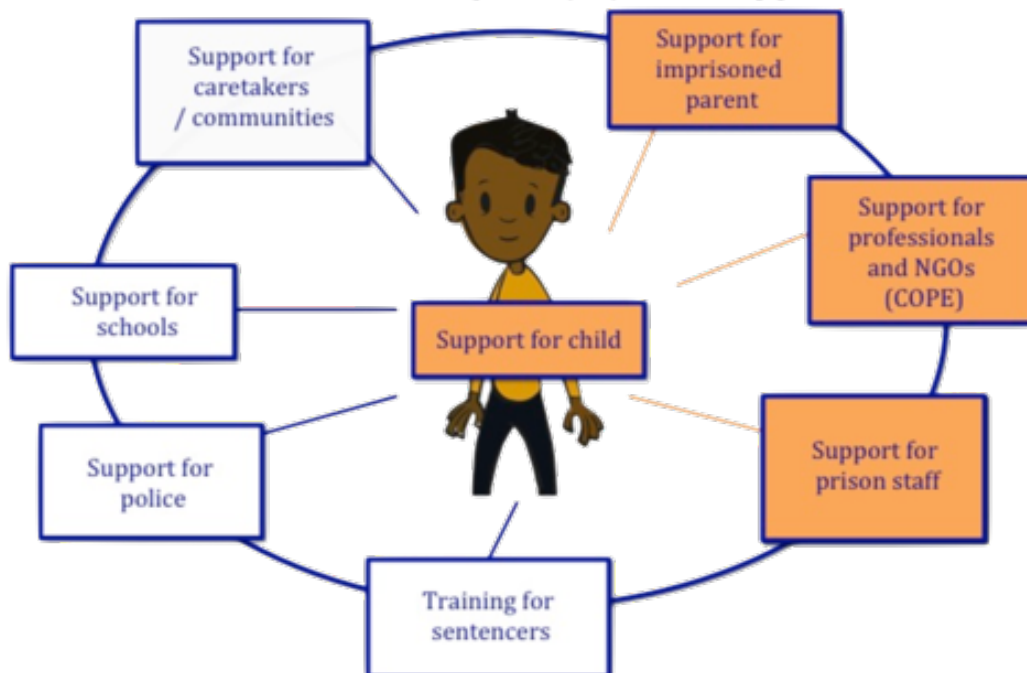 Support for
caretakers
/ communities
Support for
imprisoned
parent
Support for
professionals
and NGOs
(COPE)
Support for
schools
Support for child
Support for
police
Support for
prison staff
Training for
sentencers